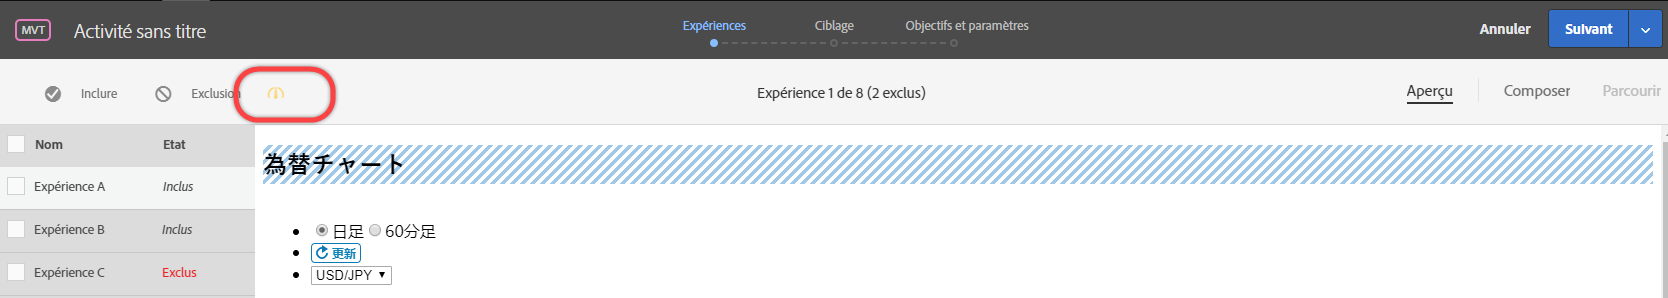 MVT Activité sans titre
Expériences Ciblage Objectifs et paramètres
Annuler Suivant
Inclure Exclusion
Expérience 1 de 8 (2 exclus)
Aperçu Composer Parcourir
Nom Etat
Expérience A Inclus
Expérience B Inclus
Expérience C Exclus
為替チャート
日足 60分足
更新
USD/JPY